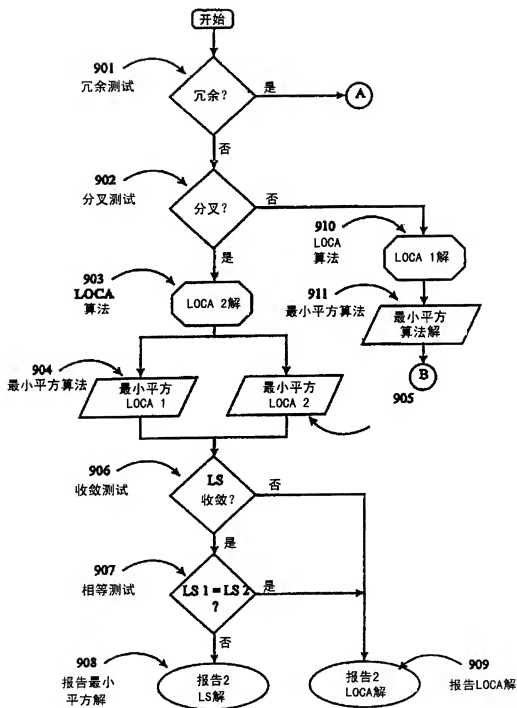 开始
901
冗余测试
冗余?
是
A
否
902
分叉测试
分叉?
否
910
LOCA
算法
LOCA 1解
是
903
LOCA
算法
LOCA 2解
911
最小平方算法
最小平方
算法解
904
最小平方算法
最小平方
LOCA 1
最小平方
LOCA 2
B
905
906
收敛测试
LS
收敛?
否
是
907
相等测试
LS 1 = LS 2
?
是
否
908
报告最小
平方解
报告2
LS解
报告2
LOCA解
909
报告LOCA解